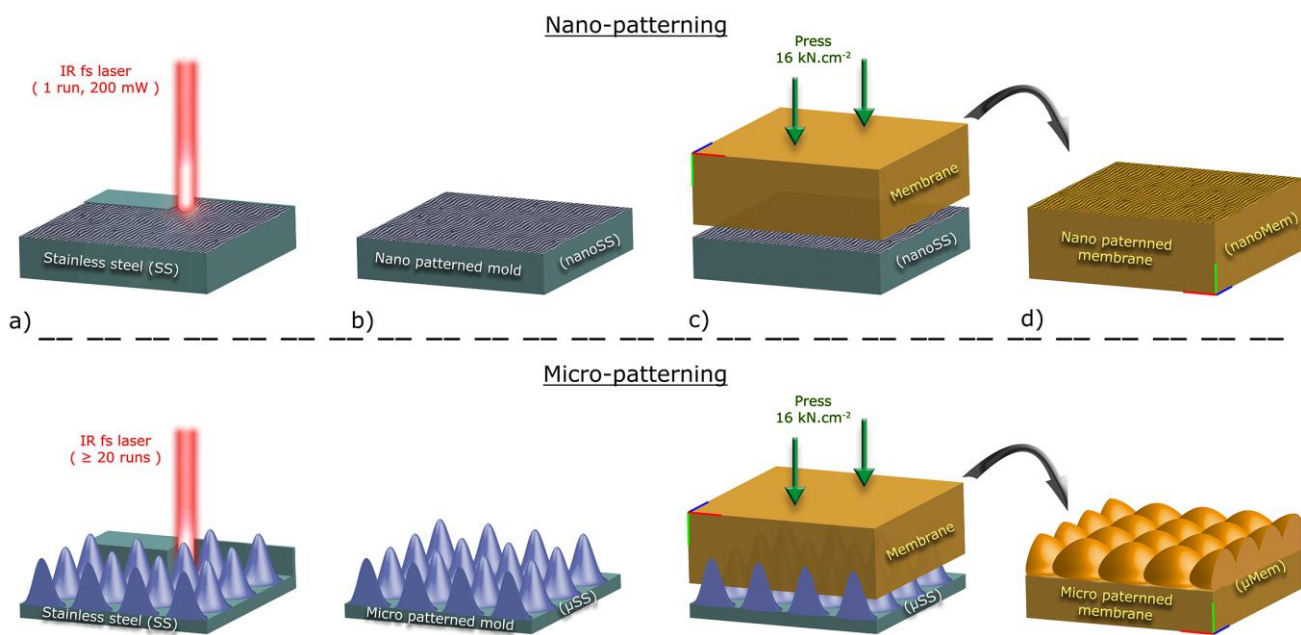 Nano-patterning
IR fs laser
( 1 run, 200 mW )
Stainless steel (SS)
Nano patterned mold
(nanoSS)
Press
16 kN.cm-2
Membrane
(nanoSS)
Nano paternned
membrane
(nanoMem)
a)
b)
c)
d)
Micro-patterning
IR fs laser
( ≥ 20 runs )
Stainless steel (SS)
Micro patterned mold
(µSS)
Press
16 kN.cm-2
Membrane
(µSS)
Micro paternned
membrane
(µMem)